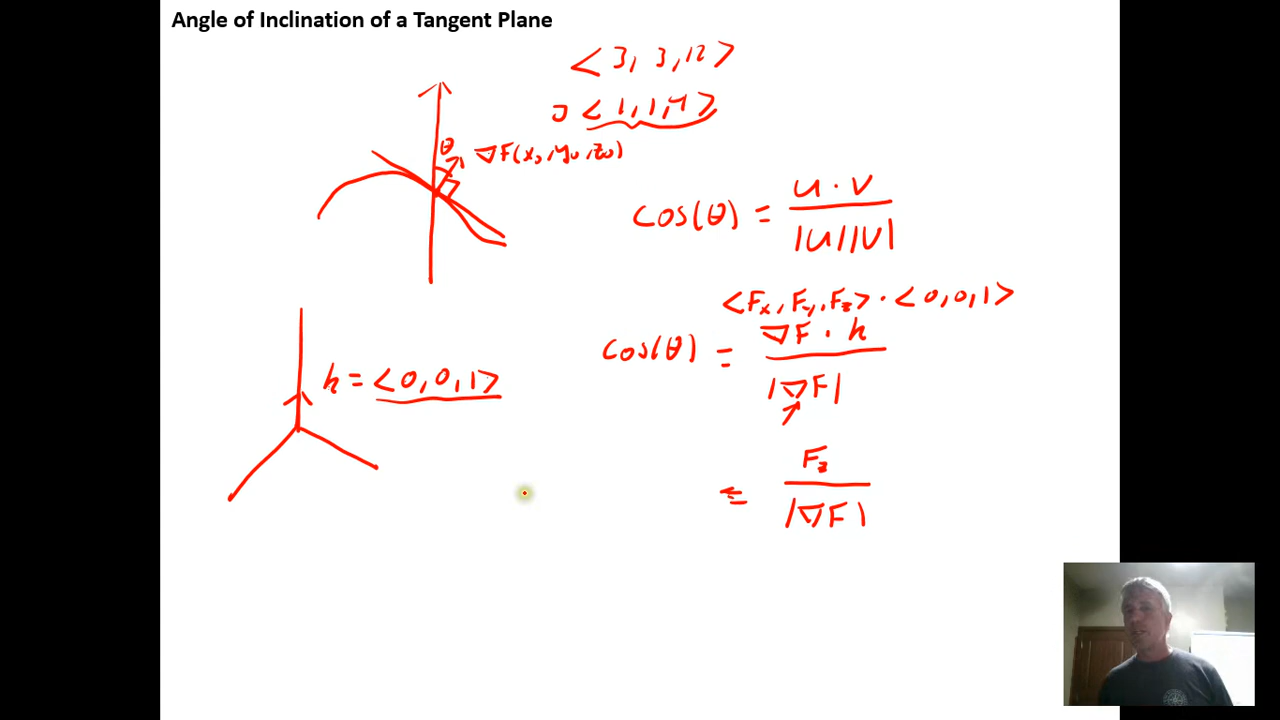 Angle of Inclination of a Tangent Plane
< 3, 3, 12 >
3 < 1, 1, 4 >
θ
∇F(x₀, y₀, z₀)
cos(θ) = u · v / |u||v|
<Fx, Fy, Fz> · <0, 0, 1>
cos(θ) = ∇F · k / |∇F|
k = <0, 0, 1>
= Fz / |∇F|